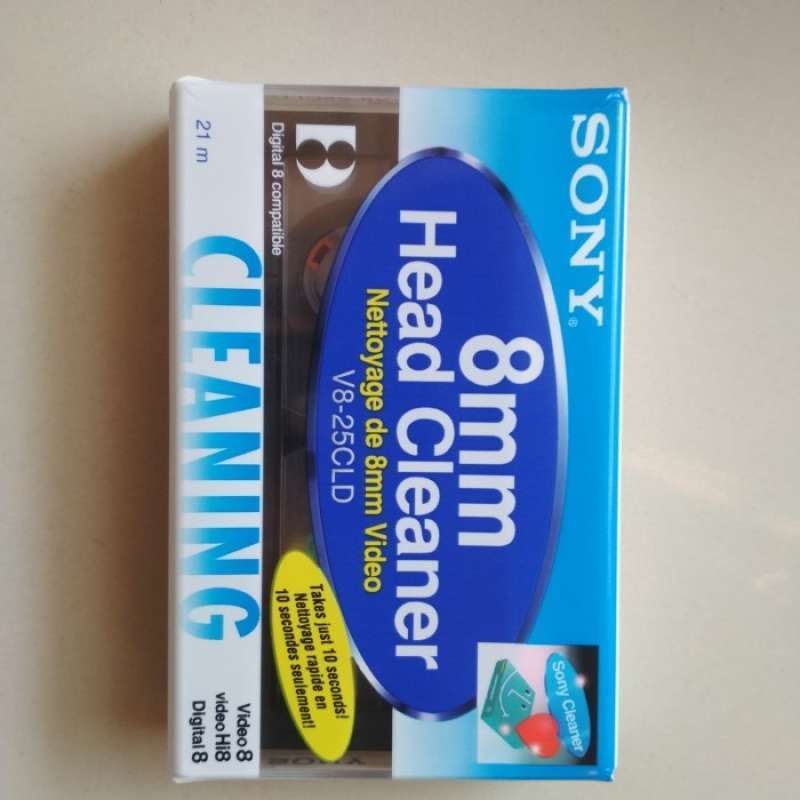 SONY®
8mm
Head Cleaner
Nettoyage de 8mm Video
V8-25CLD
8
Digital 8 compatible
Takes just 10 seconds!
Nettoyage rapide en
10 secondes seulement!
Sony Cleaner
21 m
CLEANING
Video 8
video Hi8
Digital 8